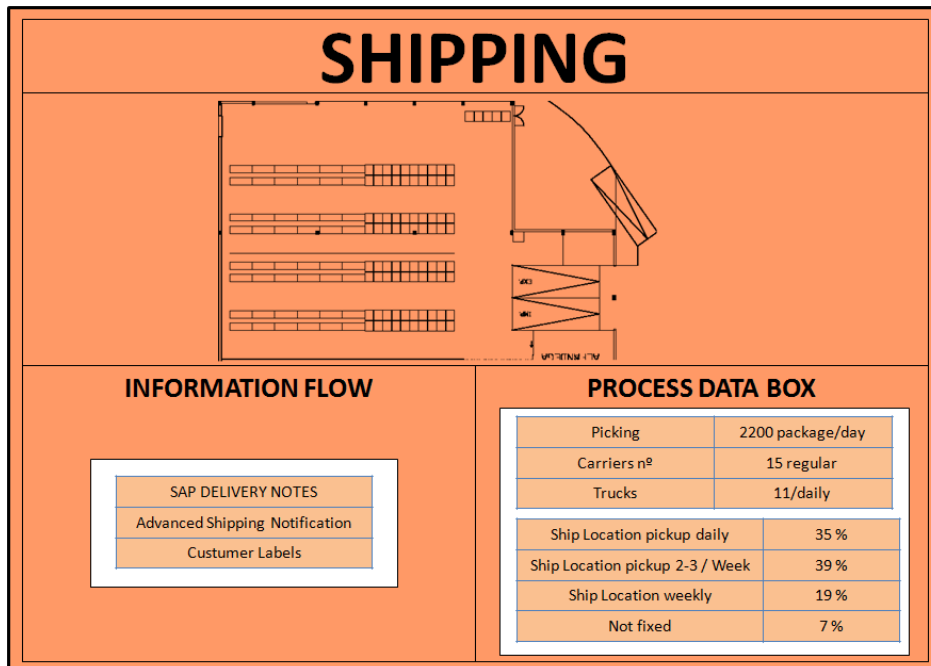 SHIPPING
INFORMATION FLOW
SAP DELIVERY NOTES
Advanced Shipping Notification
Custumer Labels
PROCESS DATA BOX
Picking 2200 package/day
Carriers nº 15 regular
Trucks 11/daily
Ship Location pickup daily 35 %
Ship Location pickup 2-3 / Week 39 %
Ship Location weekly 19 %
Not fixed 7 %